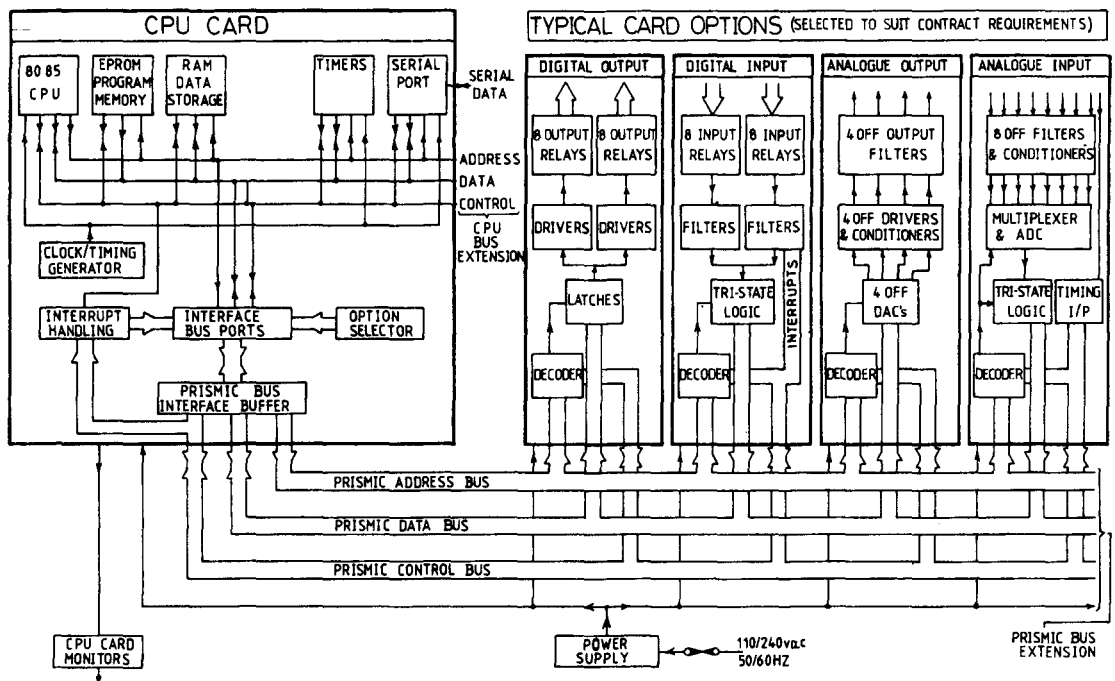 CPU CARD
8085
CPU
EPROM
PROGRAM
MEMORY
RAM
DATA
STORAGE
TIMERS
SERIAL
PORT
SERIAL
DATA
ADDRESS
DATA
CONTROL
CPU
BUS
EXTENSION
CLOCK/TIMING
GENERATOR
INTERRUPT
HANDLING
INTERFACE
BUS PORTS
OPTION
SELECTOR
PRISMIC BUS
INTERFACE BUFFER
TYPICAL CARD OPTIONS (SELECTED TO SUIT CONTRACT REQUIREMENTS)
DIGITAL OUTPUT
8 OUTPUT
RELAYS
8 OUTPUT
RELAYS
DRIVERS
DRIVERS
LATCHES
DECODER
DIGITAL INPUT
8 INPUT
RELAYS
8 INPUT
RELAYS
FILTERS
FILTERS
INTERRUPTS
TRI-STATE
LOGIC
DECODER
ANALOGUE OUTPUT
4 OFF OUTPUT
FILTERS
4 OFF DRIVERS
& CONDITIONERS
4 OFF
DAC's
DECODER
ANALOGUE INPUT
8 OFF FILTERS
& CONDITIONERS
MULTIPLEXER
& ADC
TRI-STATE
LOGIC
TIMING
I/P
DECODER
PRISMIC ADDRESS BUS
PRISMIC DATA BUS
PRISMIC CONTROL BUS
CPU CARD
MONITORS
POWER
SUPPLY
110/240vac
50/60HZ
PRISMIC BUS
EXTENSION